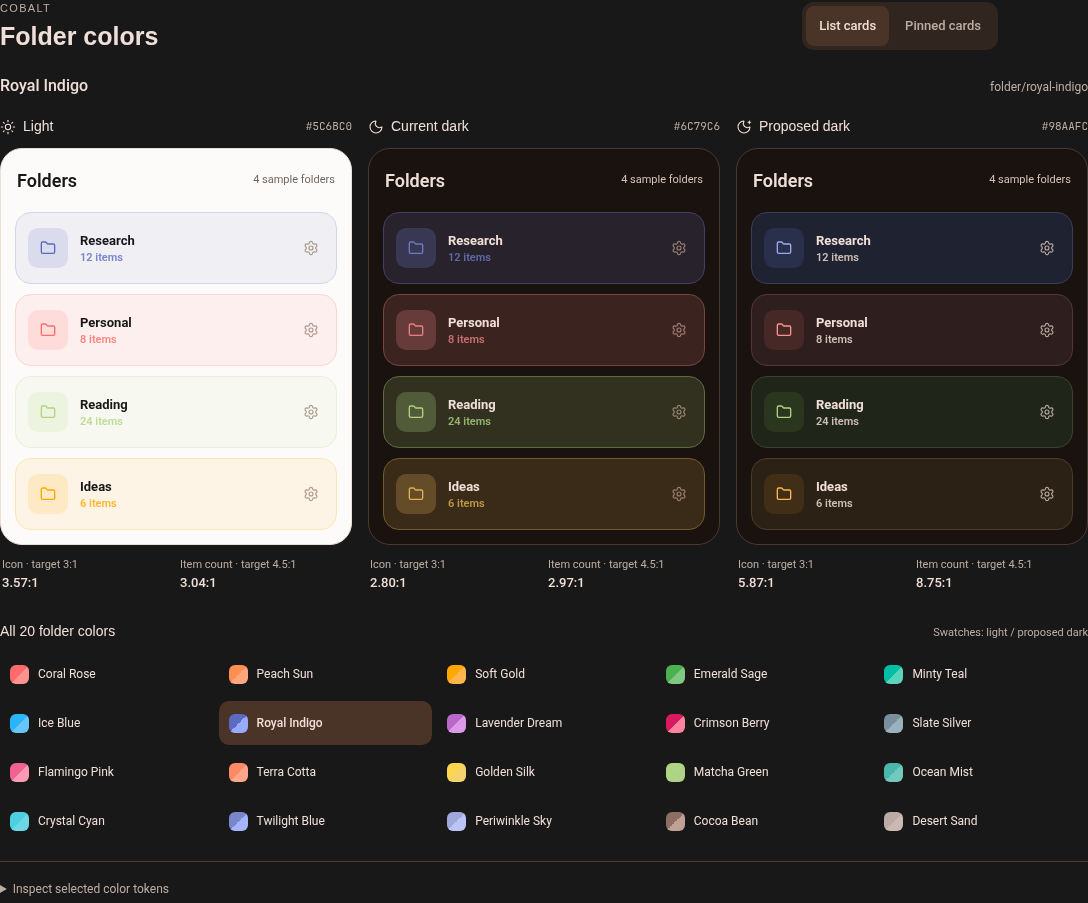 COBALT
Folder colors
List cards
Pinned cards
Royal Indigo
folder/royal-indigo
Light
#5C6BC0
Current dark
#6C79C6
Proposed dark
#98AAFC
Folders
4 sample folders
Research
12 items
Personal
8 items
Reading
24 items
Ideas
6 items
Folders
4 sample folders
Research
12 items
Personal
8 items
Reading
24 items
Ideas
6 items
Folders
4 sample folders
Research
12 items
Personal
8 items
Reading
24 items
Ideas
6 items
Icon · target 3:1
3.57:1
Item count · target 4.5:1
3.04:1
Icon · target 3:1
2.80:1
Item count · target 4.5:1
2.97:1
Icon · target 3:1
5.87:1
Item count · target 4.5:1
8.75:1
All 20 folder colors
Swatches: light / proposed dark
Coral Rose
Peach Sun
Soft Gold
Emerald Sage
Minty Teal
Ice Blue
Royal Indigo
Lavender Dream
Crimson Berry
Slate Silver
Flamingo Pink
Terra Cotta
Golden Silk
Matcha Green
Ocean Mist
Crystal Cyan
Twilight Blue
Periwinkle Sky
Cocoa Bean
Desert Sand
Inspect selected color tokens